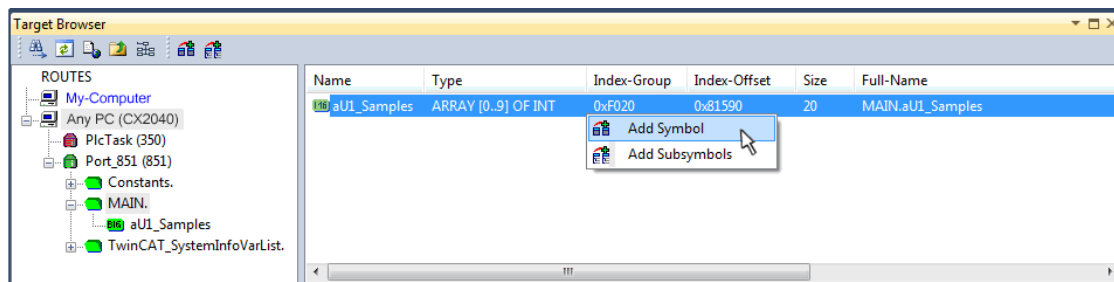 Target Browser
ROUTES
My-Computer
Any PC (CX2040)
PlcTask (350)
Port_851 (851)
Constants.
MAIN.
aU1_Samples
TwinCAT_SystemInfoVarList.
Name Type Index-Group Index-Offset Size Full-Name
aU1_Samples ARRAY [0..9] OF INT 0xF020 0x81590 20 MAIN.aU1_Samples
Add Symbol
Add Subsymbols